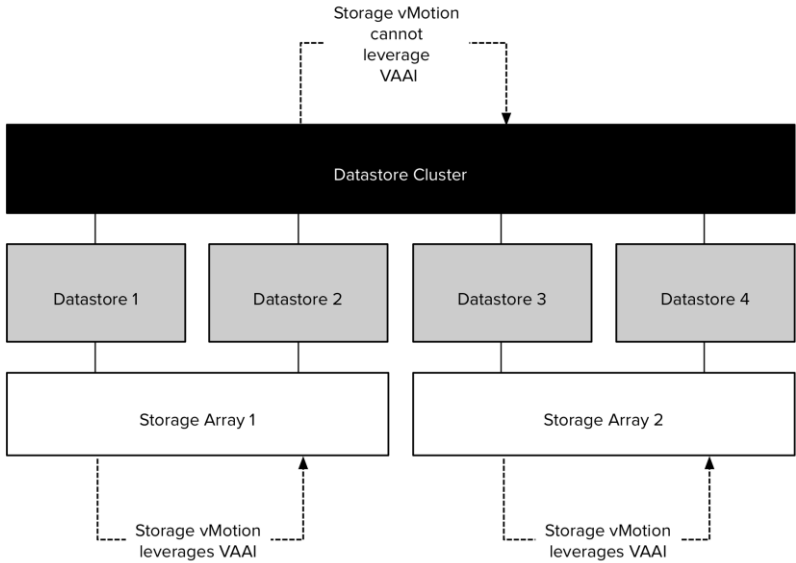 Storage vMotion
cannot
leverage
VAAI
Datastore Cluster
Datastore 1
Datastore 2
Datastore 3
Datastore 4
Storage Array 1
Storage Array 2
Storage vMotion
leverages VAAI
Storage vMotion
leverages VAAI